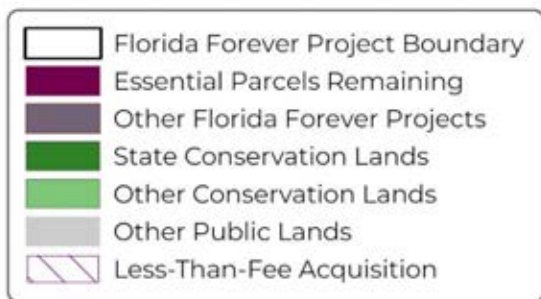 Florida Forever Project Boundary
Essential Parcels Remaining
Other Florida Forever Projects
State Conservation Lands
Other Conservation Lands
Other Public Lands
Less-Than-Fee Acquisition